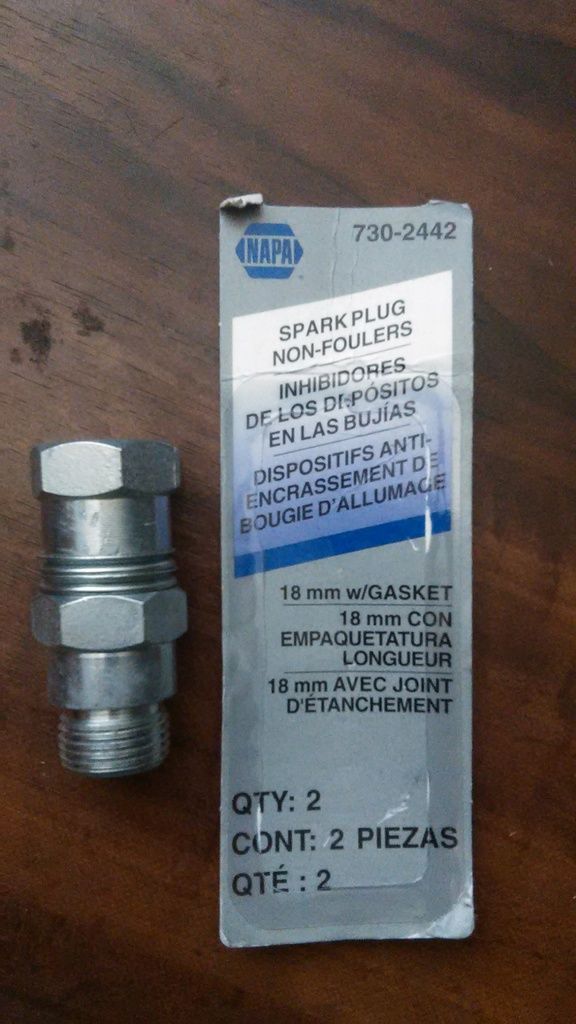 NAPA
730-2442
SPARK PLUG
NON-FOULERS
INHIBIDORES
DE LOS DEPÓSITOS
EN LAS BUJÍAS
DISPOSITIFS ANTI-
ENCRASSEMENT DE
BOUGIE D'ALLUMAGE
18 mm w/GASKET
18 mm CON
EMPAQUETATURA
LONGUEUR
18 mm AVEC JOINT
D'ÉTANCHEMENT
QTY: 2
CONT: 2 PIEZAS
QTÉ : 2